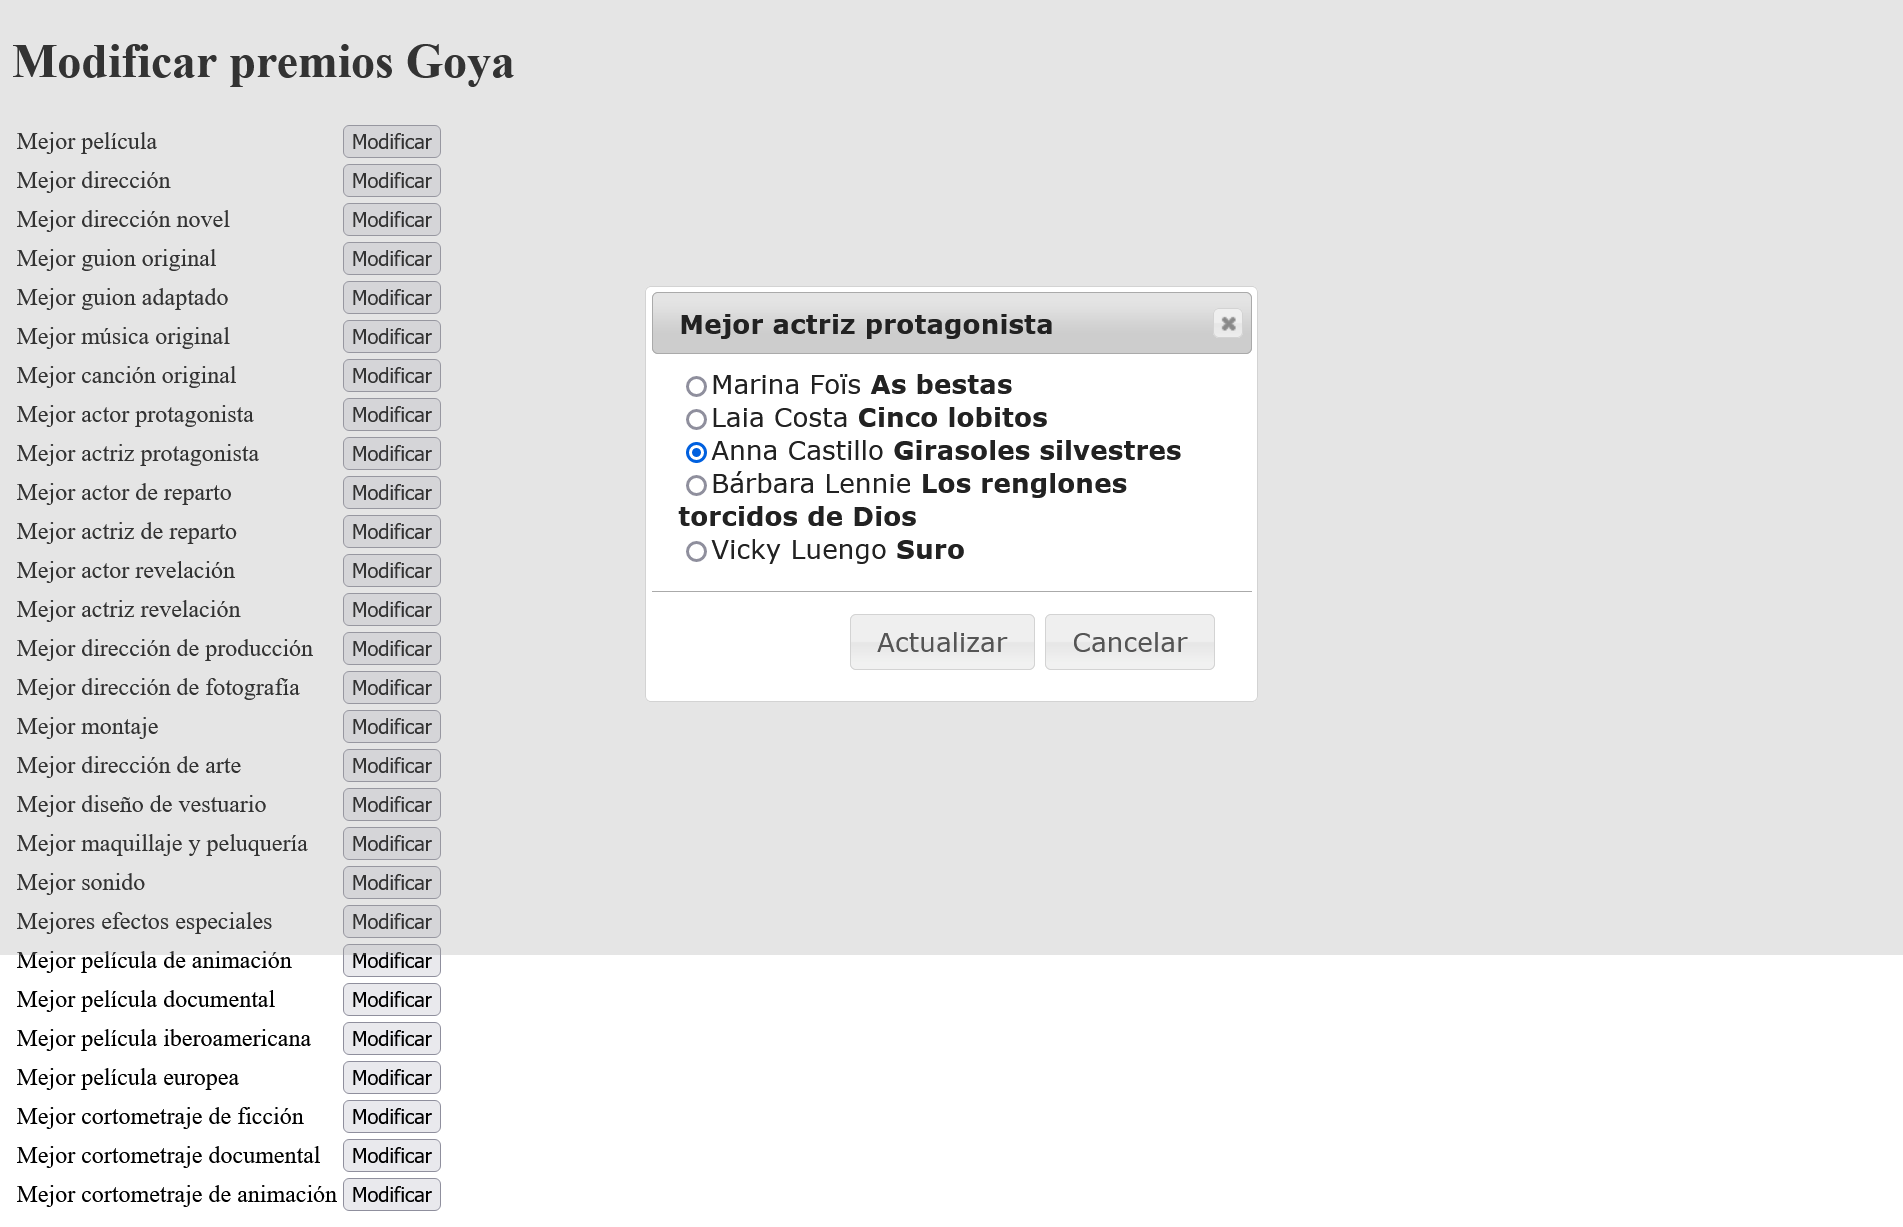 Modificar premios Goya
Mejor película Modificar
Mejor dirección Modificar
Mejor dirección novel Modificar
Mejor guion original Modificar
Mejor guion adaptado Modificar
Mejor música original Modificar
Mejor canción original Modificar
Mejor actor protagonista Modificar
Mejor actriz protagonista Modificar
Mejor actor de reparto Modificar
Mejor actriz de reparto Modificar
Mejor actor revelación Modificar
Mejor actriz revelación Modificar
Mejor dirección de producción Modificar
Mejor dirección de fotografía Modificar
Mejor montaje Modificar
Mejor dirección de arte Modificar
Mejor diseño de vestuario Modificar
Mejor maquillaje y peluquería Modificar
Mejor sonido Modificar
Mejores efectos especiales Modificar
Mejor película de animación Modificar
Mejor película documental Modificar
Mejor película iberoamericana Modificar
Mejor película europea Modificar
Mejor cortometraje de ficción Modificar
Mejor cortometraje documental Modificar
Mejor cortometraje de animación Modificar
Mejor actriz protagonista
Marina Foïs As bestas
Laia Costa Cinco lobitos
Anna Castillo Girasoles silvestres
Bárbara Lennie Los renglones
torcidos de Dios
Vicky Luengo Suro
Actualizar Cancelar